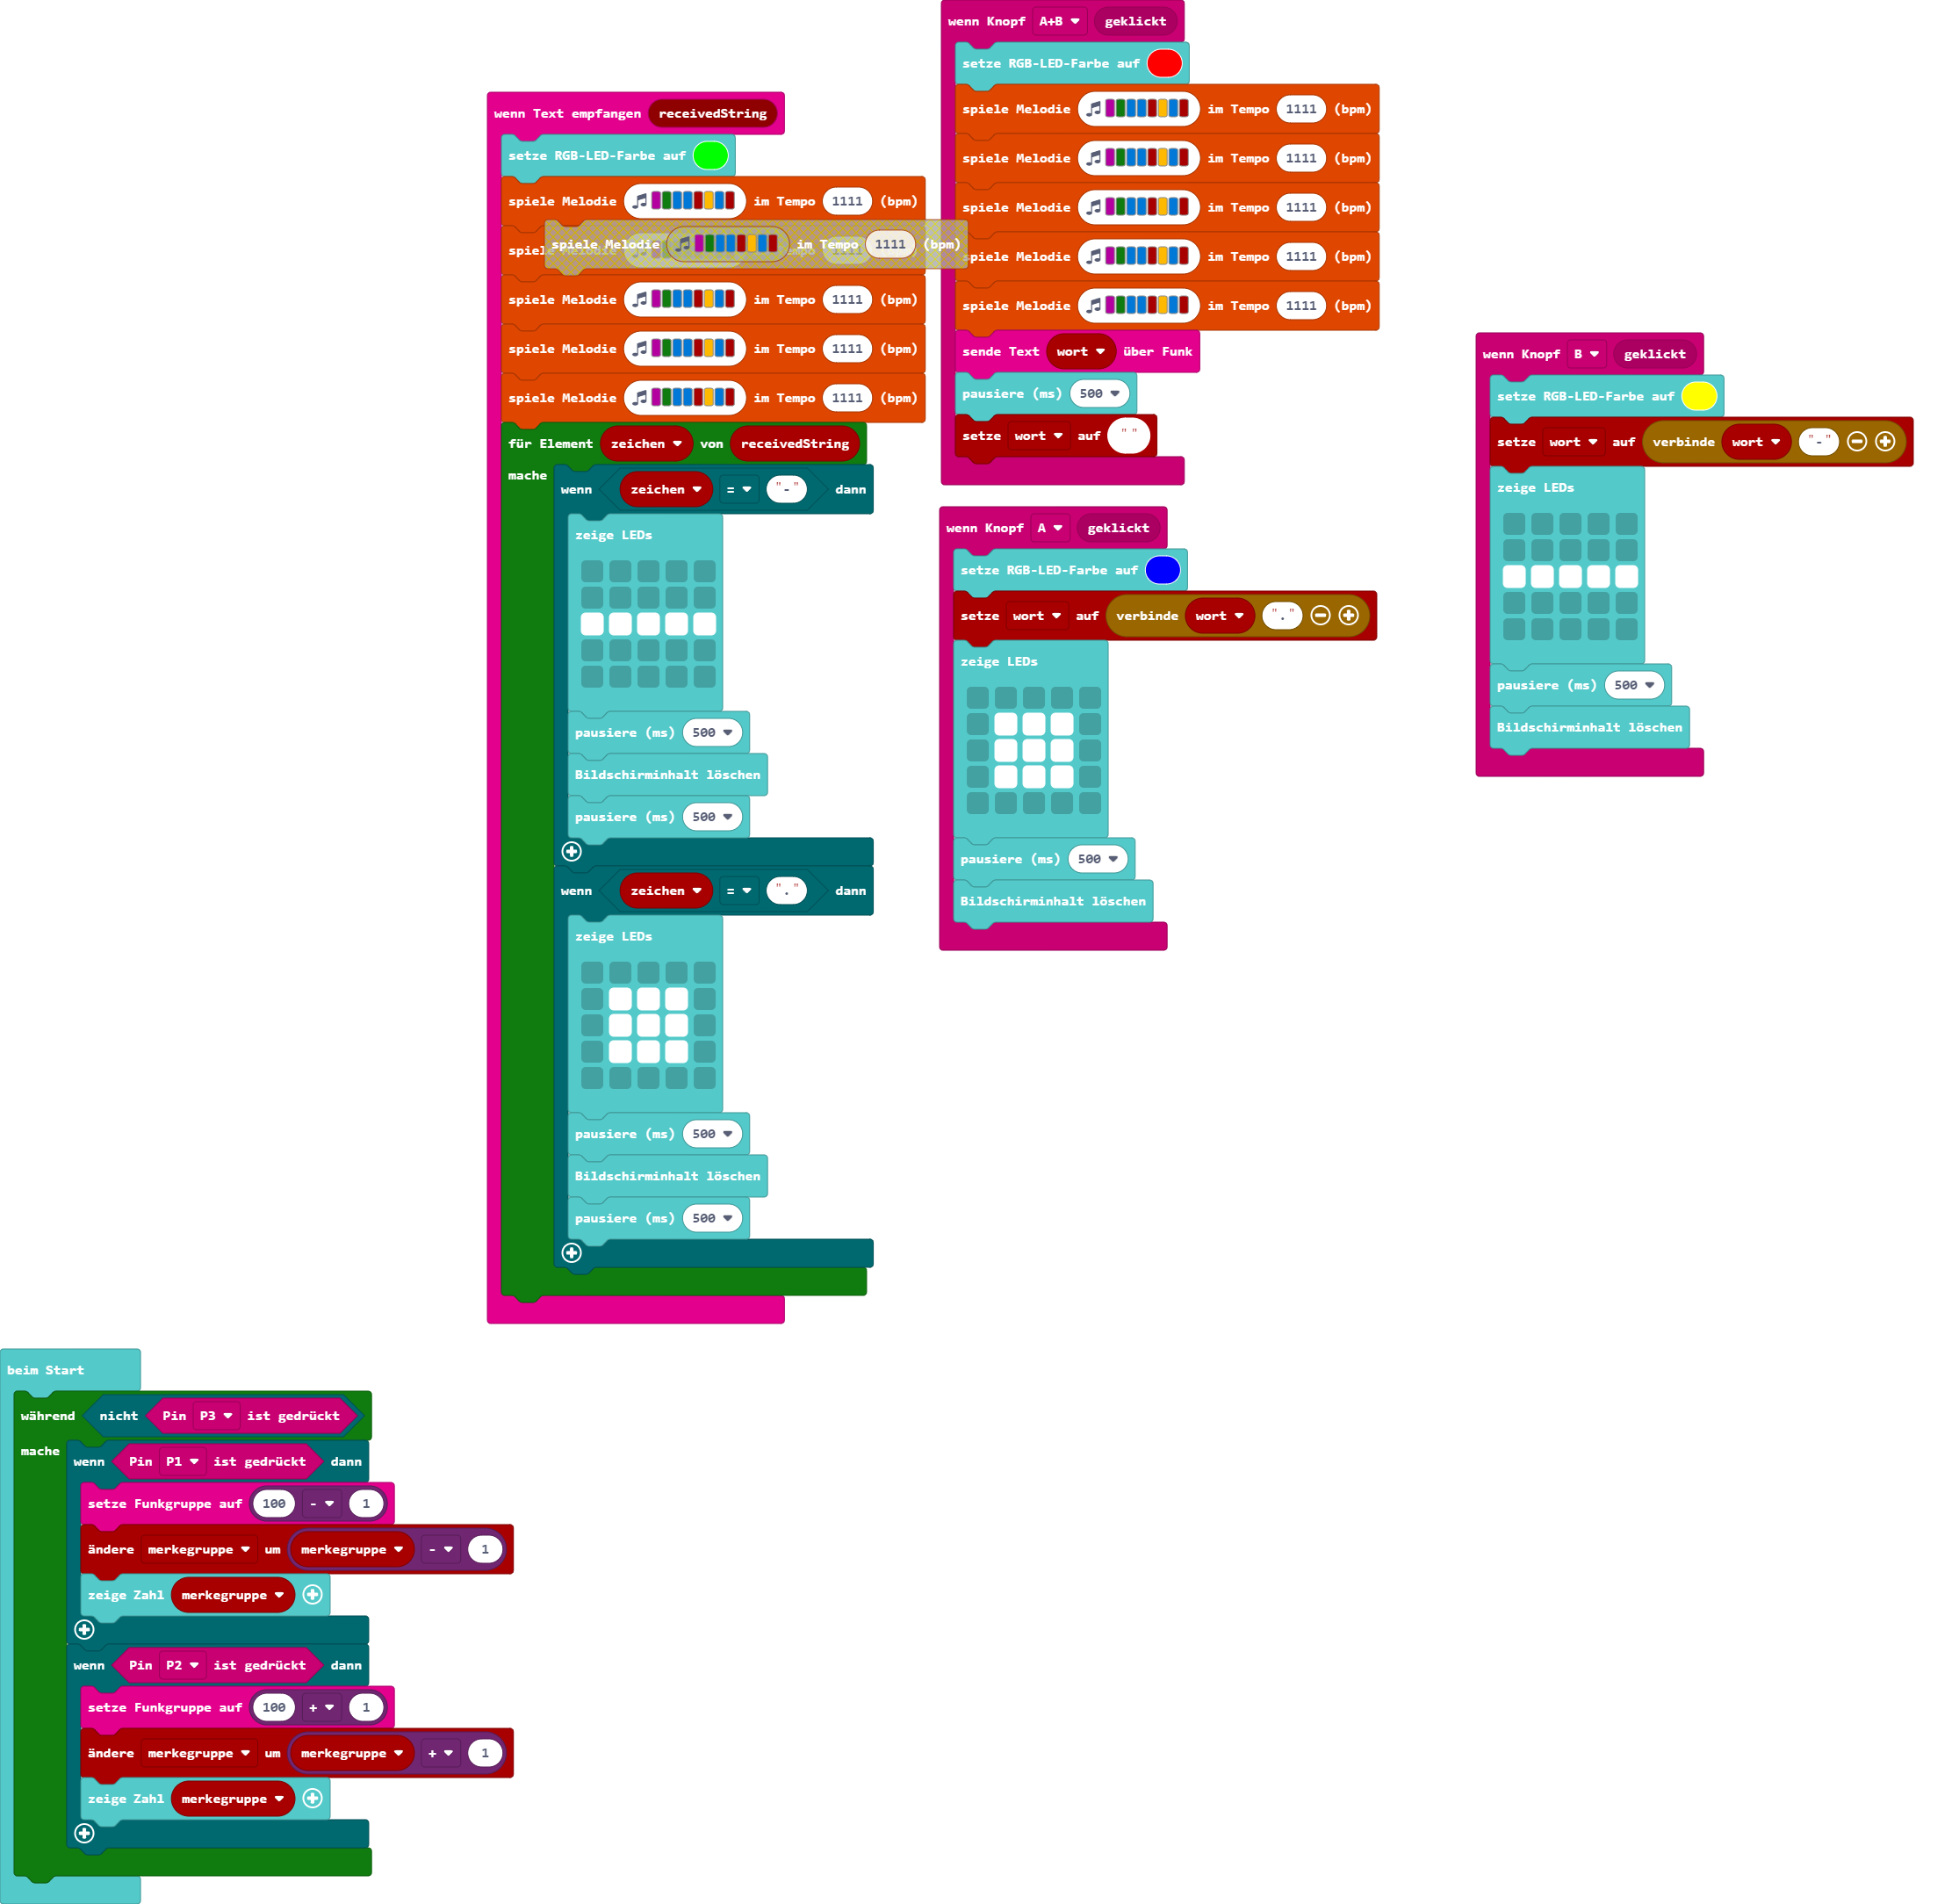 wenn Text empfangen receivedString
setze RGB-LED-Farbe auf
spiele Melodie im Tempo 1111 (bpm)
spiele Melodie im Tempo 1111 (bpm)
spiele Melodie im Tempo 1111 (bpm)
spiele Melodie im Tempo 1111 (bpm)
spiele Melodie im Tempo 1111 (bpm)
für Element zeichen von receivedString
mache
wenn zeichen = "-" dann
zeige LEDs
pausiere (ms) 500
Bildschirminhalt löschen
pausiere (ms) 500
wenn zeichen = "." dann
zeige LEDs
pausiere (ms) 500
Bildschirminhalt löschen
pausiere (ms) 500
wenn Knopf A+B geklickt
setze RGB-LED-Farbe auf
spiele Melodie im Tempo 1111 (bpm)
spiele Melodie im Tempo 1111 (bpm)
spiele Melodie im Tempo 1111 (bpm)
spiele Melodie im Tempo 1111 (bpm)
spiele Melodie im Tempo 1111 (bpm)
sende Text wort über Funk
pausiere (ms) 500
setze wort auf " "
wenn Knopf A geklickt
setze RGB-LED-Farbe auf
setze wort auf verbinde wort "."
zeige LEDs
pausiere (ms) 500
Bildschirminhalt löschen
wenn Knopf B geklickt
setze RGB-LED-Farbe auf
setze wort auf verbinde wort "-"
zeige LEDs
pausiere (ms) 500
Bildschirminhalt löschen
beim Start
während nicht Pin P3 ist gedrückt
mache
wenn Pin P1 ist gedrückt dann
setze Funkgruppe auf 100 - 1
ändere merkegruppe um merkegruppe - 1
zeige Zahl merkegruppe
wenn Pin P2 ist gedrückt dann
setze Funkgruppe auf 100 + 1
ändere merkegruppe um merkegruppe + 1
zeige Zahl merkegruppe